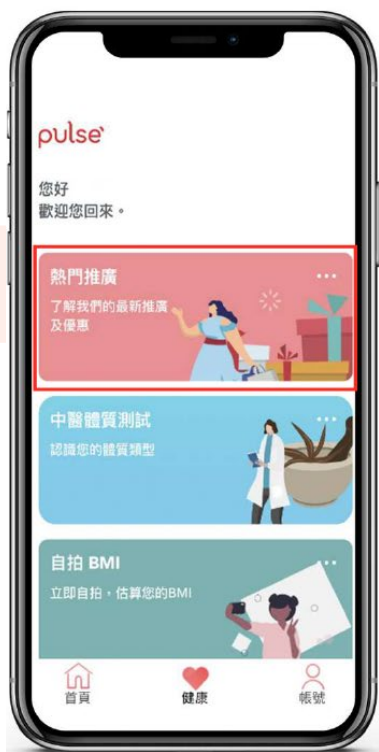 pulse
您好
歡迎您回來。
熱門推廣
了解我們的最新推廣
及優惠
中醫體質測試
認識您的體質類型
自拍 BMI
立即自拍，估算您的BMI
首頁
健康
帳號